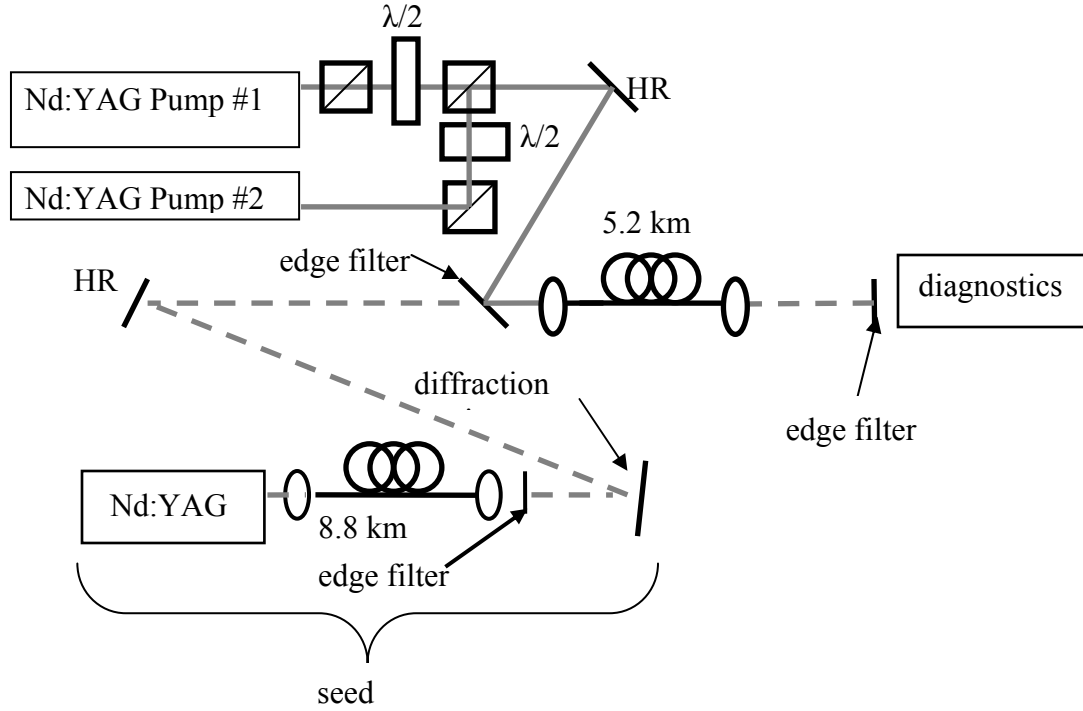 λ/2
Nd:YAG Pump #1
HR
λ/2
Nd:YAG Pump #2
5.2 km
edge filter
HR
diagnostics
diffraction
edge filter
Nd:YAG
8.8 km
edge filter
seed